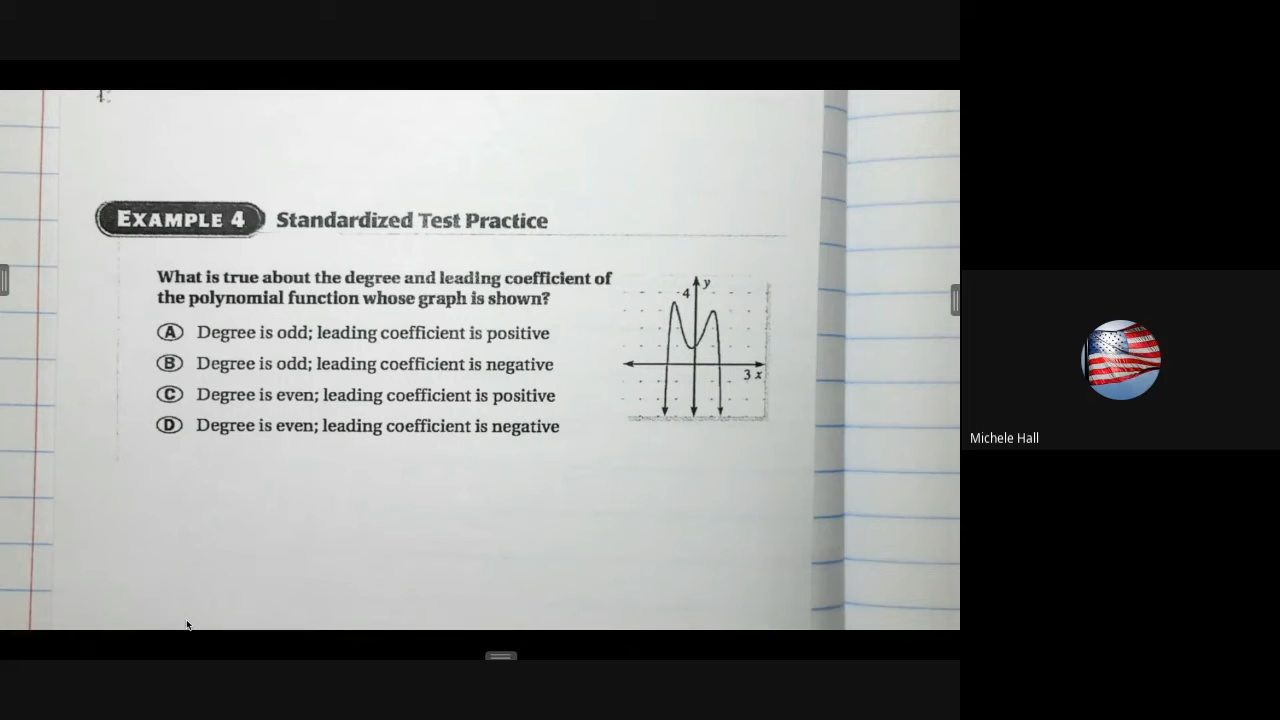 EXAMPLE 4 Standardized Test Practice
What is true about the degree and leading coefficient of
the polynomial function whose graph is shown?
A Degree is odd; leading coefficient is positive
B Degree is odd; leading coefficient is negative
C Degree is even; leading coefficient is positive
D Degree is even; leading coefficient is negative
y
4
3 x
Michele Hall